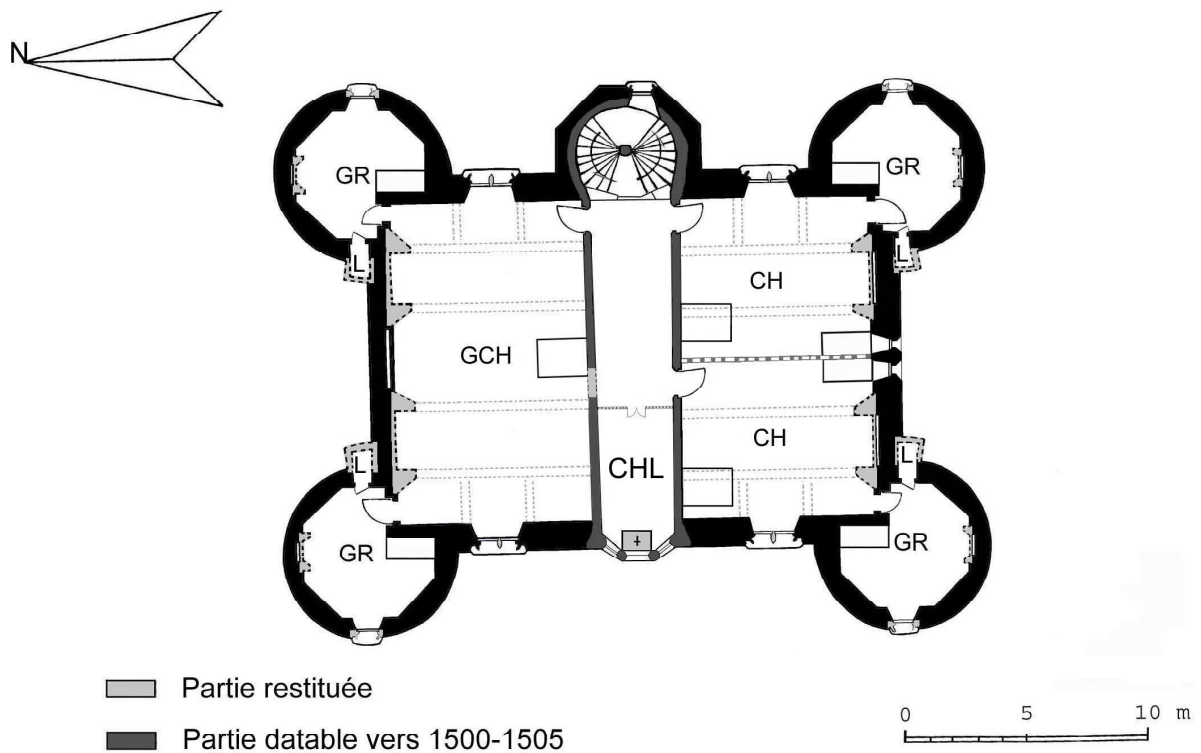 N
GR
GR
L
L
CH
GCH
CH
L
L
CHL
GR
GR
Partie restituée
Partie datable vers 1500-1505
0 5 10 m